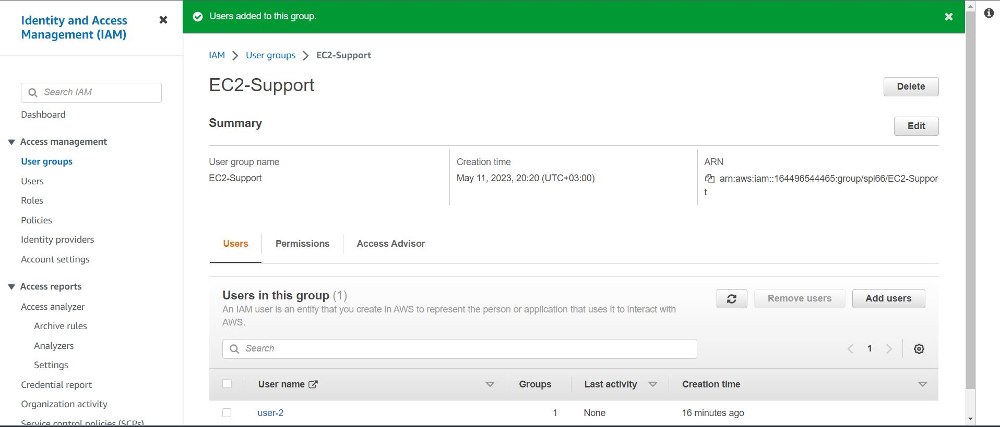 Identity and Access
Management (IAM)
Search IAM
Dashboard
Access management
User groups
Users
Roles
Policies
Identity providers
Account settings
Access reports
Access analyzer
Archive rules
Analyzers
Settings
Credential report
Organization activity
Service control policies (SCPs)
Users added to this group.
IAM
User groups
EC2-Support
EC2-Support
Delete
Summary
Edit
User group name
EC2-Support
Creation time
May 11, 2023, 20:20 (UTC+03:00)
ARN
arn:aws:iam::164496544465:group/spl66/EC2-Suppor
t
Users
Permissions
Access Advisor
Users in this group (1)
An IAM user is an entity that you create in AWS to represent the person or application that uses it to interact with
AWS.
Remove users
Add users
Search
1
User name
Groups
Last activity
Creation time
user-2
1
None
16 minutes ago